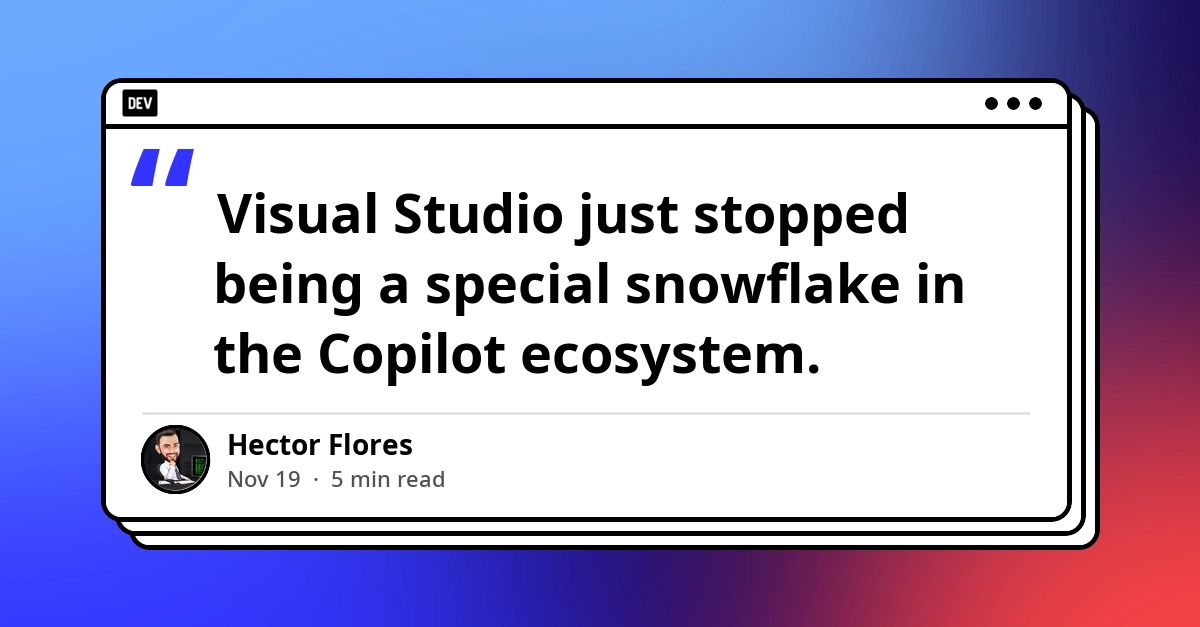 DEV
“
Visual Studio just stopped
being a special snowflake in
the Copilot ecosystem.
Hector Flores
Nov 19 · 5 min read